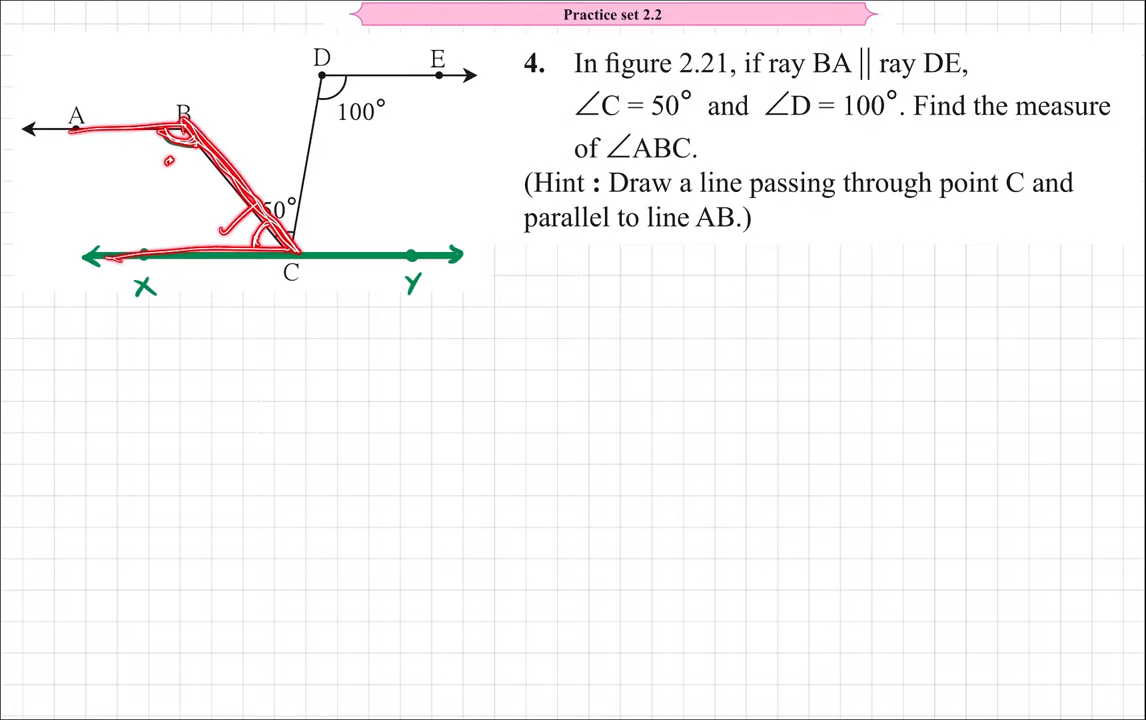 Practice set 2.2
D E
4. In figure 2.21, if ray BA || ray DE,
A B 100°
∠C = 50° and ∠D = 100°. Find the measure
of ∠ABC.
(Hint : Draw a line passing through point C and
parallel to line AB.)
50°
C
X Y